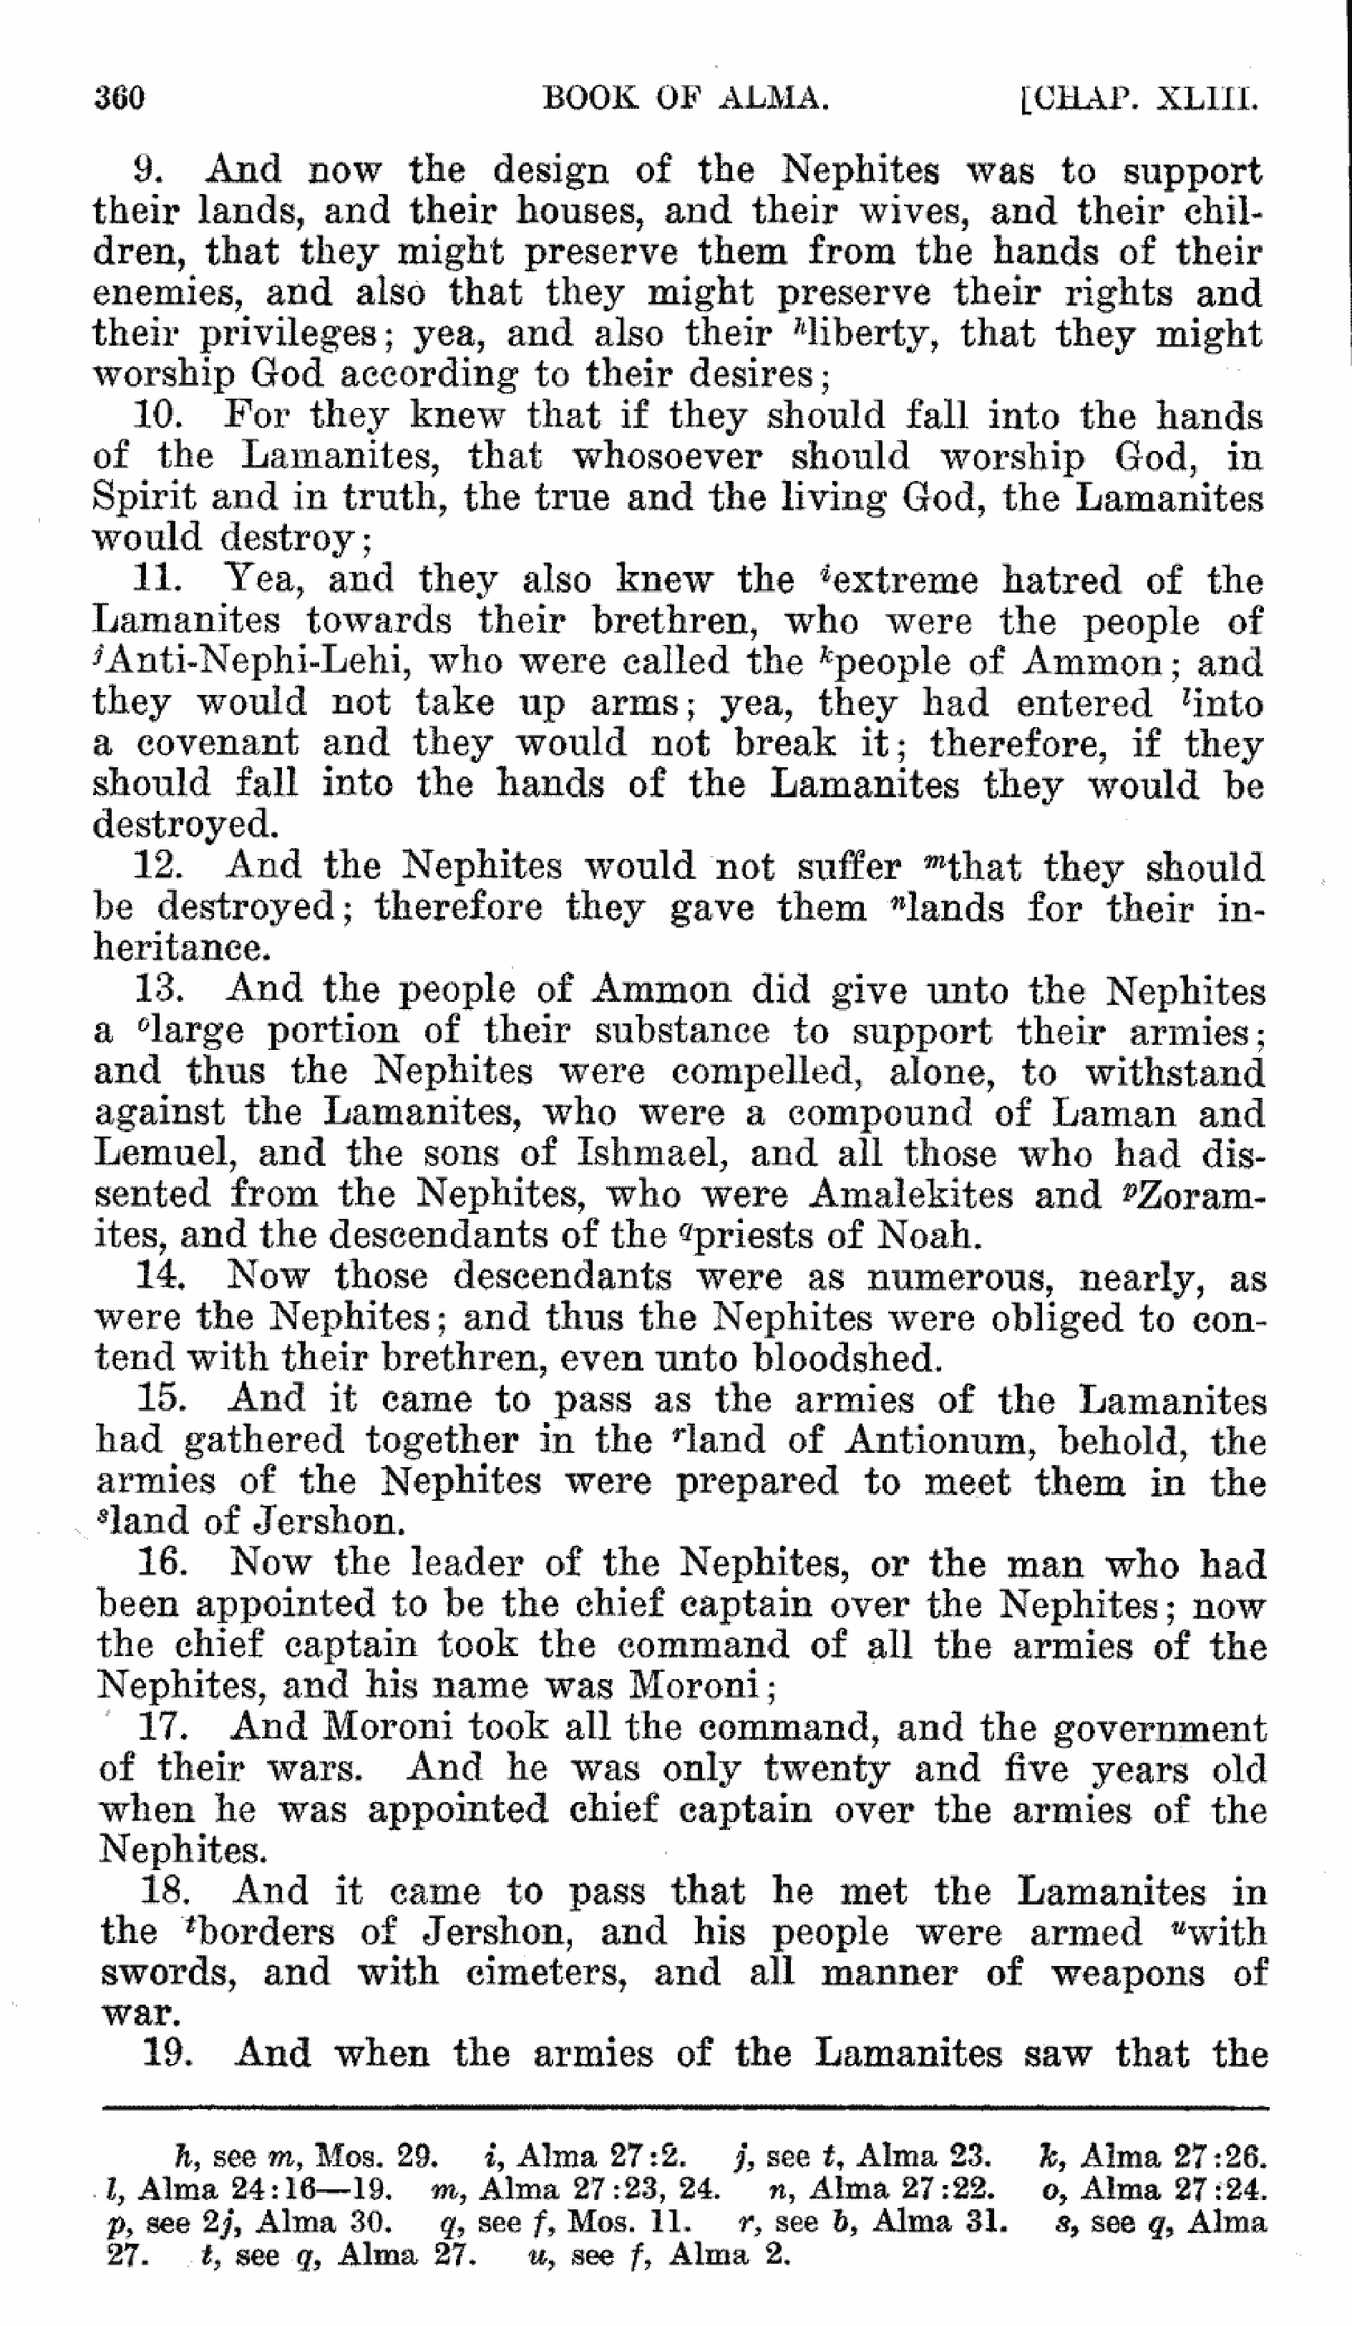 360 BOOK OF ALMA. [CHAP. XLIII.
9. And now the design of the Nephites was to support
their lands, and their houses, and their wives, and their chil-
dren, that they might preserve them from the hands of their
enemies, and also that they might preserve their rights and
their privileges; yea, and also their hliberty, that they might
worship God according to their desires;
10. For they knew that if they should fall into the hands
of the Lamanites, that whosoever should worship God, in
Spirit and in truth, the true and the living God, the Lamanites
would destroy;
11. Yea, and they also knew the iextreme hatred of the
Lamanites towards their brethren, who were the people of
jAnti-Nephi-Lehi, who were called the kpeople of Ammon; and
they would not take up arms; yea, they had entered linto
a covenant and they would not break it; therefore, if they
should fall into the hands of the Lamanites they would be
destroyed.
12. And the Nephites would not suffer mthat they should
be destroyed; therefore they gave them nlands for their in-
heritance.
13. And the people of Ammon did give unto the Nephites
a olarge portion of their substance to support their armies;
and thus the Nephites were compelled, alone, to withstand
against the Lamanites, who were a compound of Laman and
Lemuel, and the sons of Ishmael, and all those who had dis-
sented from the Nephites, who were Amalekites and pZoram-
ites, and the descendants of the qpriests of Noah.
14. Now those descendants were as numerous, nearly, as
were the Nephites; and thus the Nephites were obliged to con-
tend with their brethren, even unto bloodshed.
15. And it came to pass as the armies of the Lamanites
had gathered together in the rland of Antionum, behold, the
armies of the Nephites were prepared to meet them in the
sland of Jershon.
16. Now the leader of the Nephites, or the man who had
been appointed to be the chief captain over the Nephites; now
the chief captain took the command of all the armies of the
Nephites, and his name was Moroni;
17. And Moroni took all the command, and the government
of their wars. And he was only twenty and five years old
when he was appointed chief captain over the armies of the
Nephites.
18. And it came to pass that he met the Lamanites in
the tborders of Jershon, and his people were armed uwith
swords, and with cimeters, and all manner of weapons of
war.
19. And when the armies of the Lamanites saw that the
h, see m, Mos. 29. i, Alma 27:2. j, see t, Alma 23. k, Alma 27:26.
l, Alma 24:16—19. m, Alma 27:23, 24. n, Alma 27:22. o, Alma 27:24.
p, see 2j, Alma 30. q, see f, Mos. 11. r, see b, Alma 31. s, see q, Alma
27. t, see q, Alma 27. u, see f, Alma 2.